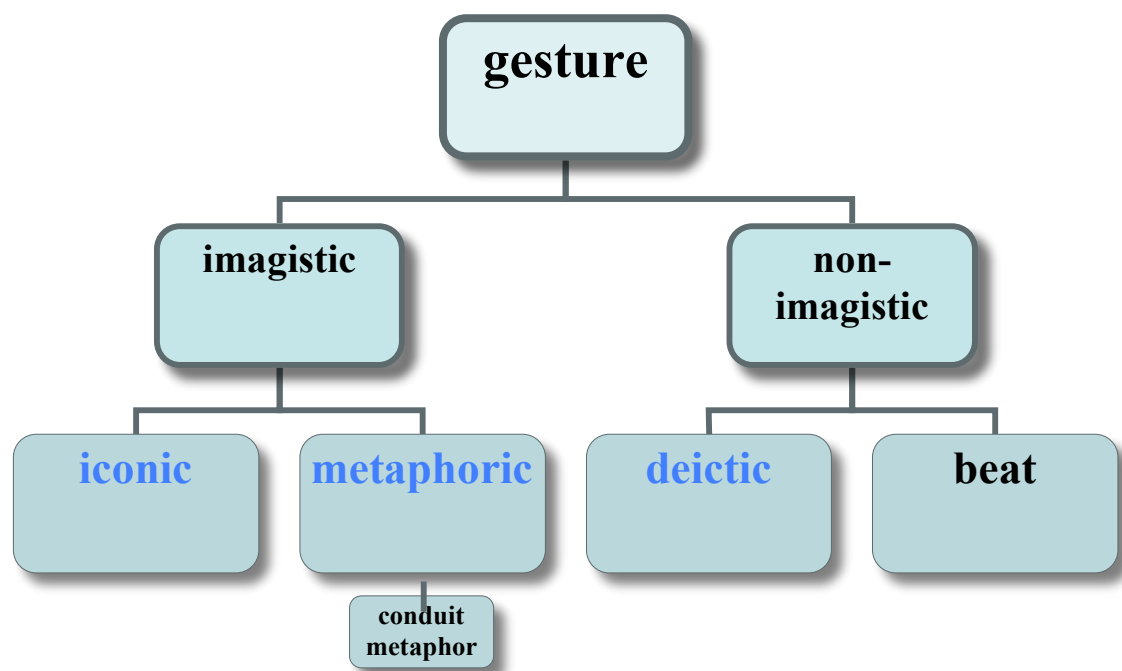 gesture
imagistic
non-
imagistic
iconic
metaphoric
deictic
beat
conduit
metaphor